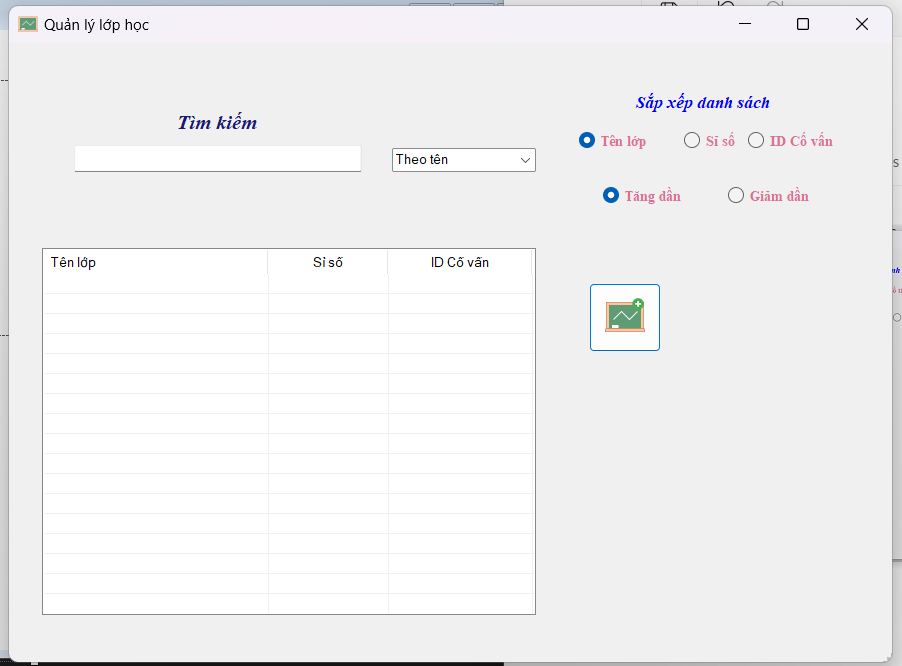 Quản lý lớp học
Sắp xếp danh sách
Tìm kiếm
Tên lớp Sĩ số ID Cố vấn
Theo tên
Tăng dần Giảm dần
Tên lớp Sĩ số ID Cố vấn